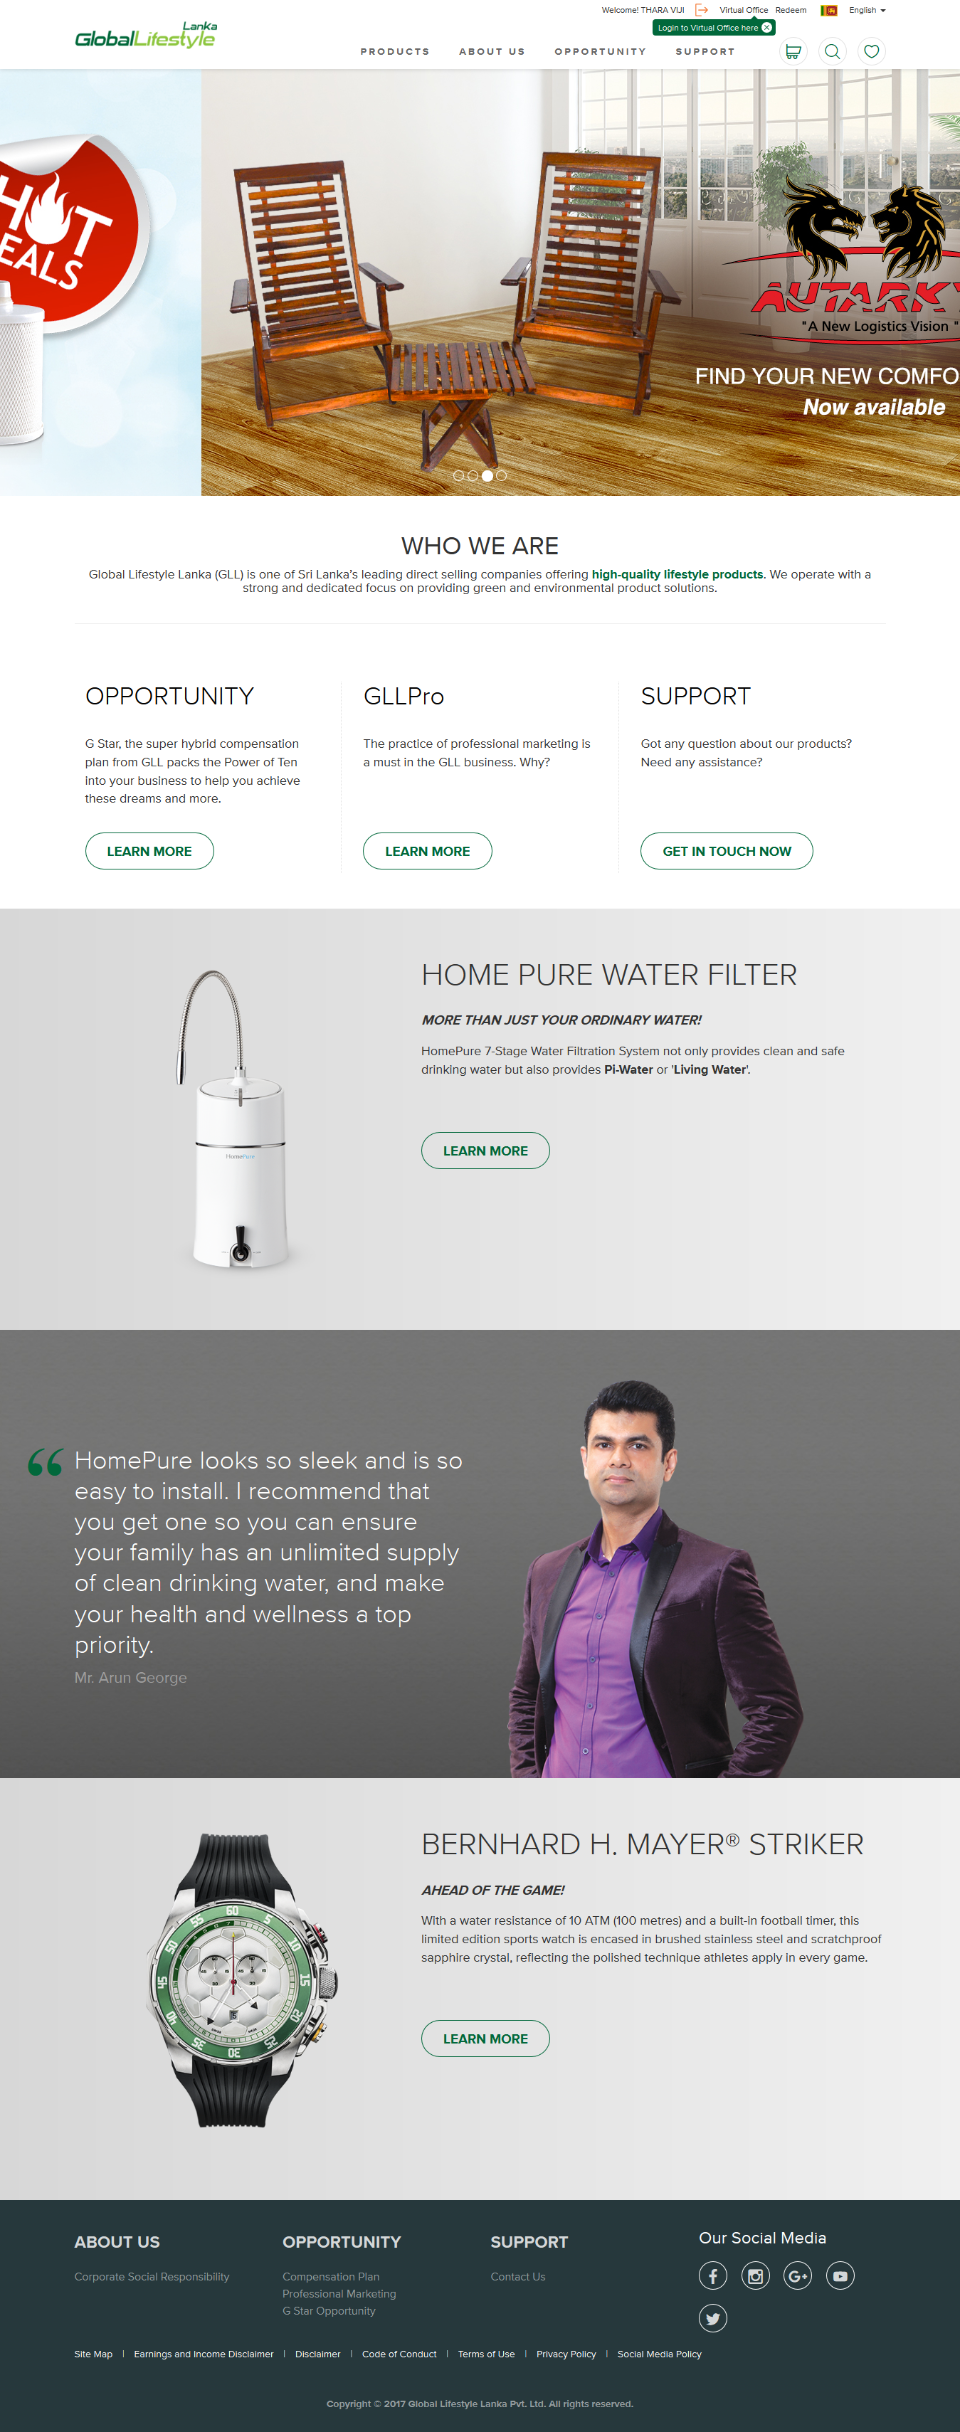 Welcome! THARA VUI
Virtual Office
Redeem
English
Login to Virtual Office here
Lanka
GlobalLifestyle
PRODUCTS
ABOUT US
OPPORTUNITY
SUPPORT
HOT
EALS
AUTARKY
"A New Logistics Vision "
FIND YOUR NEW COMFO
Now available
WHO WE ARE
Global Lifestyle Lanka (GLL) is one of Sri Lanka's leading direct selling companies offering high-quality lifestyle products. We operate with a
strong and dedicated focus on providing green and environmental product solutions.
OPPORTUNITY
G Star, the super hybrid compensation
plan from GLL packs the Power of Ten
into your business to help you achieve
these dreams and more.
LEARN MORE
GLLPro
The practice of professional marketing is
a must in the GLL business. Why?
LEARN MORE
SUPPORT
Got any question about our products?
Need any assistance?
GET IN TOUCH NOW
HOME PURE WATER FILTER
MORE THAN JUST YOUR ORDINARY WATER!
HomePure 7-Stage Water Filtration System not only provides clean and safe
drinking water but also provides Pi-Water or 'Living Water'.
LEARN MORE
HomePure
“ HomePure looks so sleek and is so
easy to install. I recommend that
you get one so you can ensure
your family has an unlimited supply
of clean drinking water, and make
your health and wellness a top
priority.
Mr. Arun George
BERNHARD H. MAYER® STRIKER
AHEAD OF THE GAME!
With a water resistance of 10 ATM (100 metres) and a built-in football timer, this
limited edition sports watch is encased in brushed stainless steel and scratchproof
sapphire crystal, reflecting the polished technique athletes apply in every game.
LEARN MORE
60
5
10
15
20
25
30
35
40
45
50
55
ABOUT US
Corporate Social Responsibility
OPPORTUNITY
Compensation Plan
Professional Marketing
G Star Opportunity
SUPPORT
Contact Us
Our Social Media
Site Map | Earnings and Income Disclaimer | Disclaimer | Code of Conduct | Terms of Use | Privacy Policy | Social Media Policy
Copyright © 2017 Global Lifestyle Lanka Pvt. Ltd. All rights reserved.